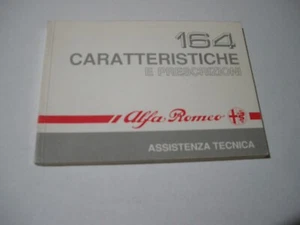 164
CARATTERISTICHE
E PRESCRIZIONI
Alfa Romeo
ASSISTENZA TECNICA